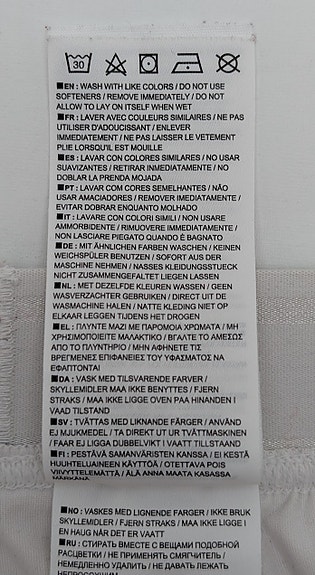 30
■EN: WASH WITH LIKE COLORS / DO NOT USE
SOFTENERS / REMOVE IMMEDIATELY / DO NOT
ALLOW TO LAY ON ITSELF WHEN WET
■FR: LAVER AVEC COULEURS SIMILAIRES / NE PAS
UTILISER D'ADOUCISSANT / ENLEVER
IMMEDIATEMENT / NE PAS LAISSER LE VETEMENT
PLIE LORSQU'IL EST MOUILLE
■ES: LAVAR CON COLORES SIMILARES / NO USAR
SUAVIZANTES / RETIRAR INMEDIATAMENTE / NO
DOBLAR LA PRENDA MOJADA
■PT: LAVAR COM CORES SEMELHANTES / NÃO
USAR AMACIADORES / REMOVER IMEDIATAMENTE /
EVITAR DOBRAR ENQUANTO MOLHADO
■IT: LAVARE CON COLORI SIMILI / NON USARE
AMMORBIDENTE / RIMUOVERE IMMEDIATAMENTE /
NON LASCIARE PIEGATO QUANDO È BAGNATO
■DE: MIT ÄHNLICHEN FARBEN WASCHEN / KEINEN
WEICHSPÜLER BENUTZEN / SOFORT AUS DER
MASCHINE NEHMEN / NASSES KLEIDUNGSSTUECK
NICHT ZUSAMMENGEFALTET LIEGEN LASSEN
■NL: MET DEZELFDE KLEUREN WASSEN / GEEN
WASVERZACHTER GEBRUIKEN / DIRECT UIT DE
WASMACHINE HALEN / NATTE KLEDING NIET OP
ELKAAR LEGGEN TIJDENS HET DROGEN
■EL: ΠΛΥΝΤΕ ΜΑΖΙ ΜΕ ΠΑΡΟΜΟΙΑ ΧΡΩΜΑΤΑ / ΜΗ
ΧΡΗΣΙΜΟΠΟΙΕΙΤΕ ΜΑΛΑΚΤΙΚΟ / ΒΓΑΛΤΕ ΤΟ ΑΜΕΣΩΣ
ΑΠΟ ΤΟ ΠΛΥΝΤΗΡΙΟ / ΜΗΝ ΑΦΗΝΕΤΕ ΤΙΣ
ΒΡΕΓΜΕΝΕΣ ΕΠΙΦΑΝΕΙΕΣ ΤΟΥ ΥΦΑΣΜΑΤΟΣ ΝΑ
ΕΦΑΠΤΟΝΤΑΙ
■DA: VASK MED TILSVARENDE FARVER /
SKYLLEMIDDEL MAA IKKE BENYTTES / FJERN
STRAKS / MAA IKKE LIGGE OVEN PAA HINANDEN I
VAAD TILSTAND
■SV: TVÄTTAS MED LIKNANDE FÄRGER / ANVÄND
EJ MJUKMEDEL / TA DIREKT UT UR TVÄTTMASKINEN
/ FAAR EJ LIGGA DUBBELVIKT I VAATT TILLSTAAND
■FI: PESTÄVÄ SAMANVÄRISTEN KANSSA / EI KESTÄ
HUUHTELUAINEEN KÄYTTÖÄ / OTETTAVA POIS
VIIVYTTELEMÄTTÄ / ÄLÄ ANNA MAATA KASASSA
MÄRKÄNÄ
■NO: VASKES MED LIGNENDE FARGER / IKKE BRUK
SKYLLEMIDLER / FJERN STRAKS / MAA IKKE LIGGE I
EN HAUG NÅR DET ER VAATT
■RU: СТИРАТЬ ВМЕСТЕ С ВЕЩАМИ ПОДОБНОЙ
РАСЦВЕТКИ / НЕ ПРИМЕНЯТЬ СМЯГЧИТЕЛЬ /
НЕМЕДЛЕННО УДАЛИТЬ / НЕ ДАВАТЬ ЛЕЖАТЬ
НЕПРОСОХШИМ